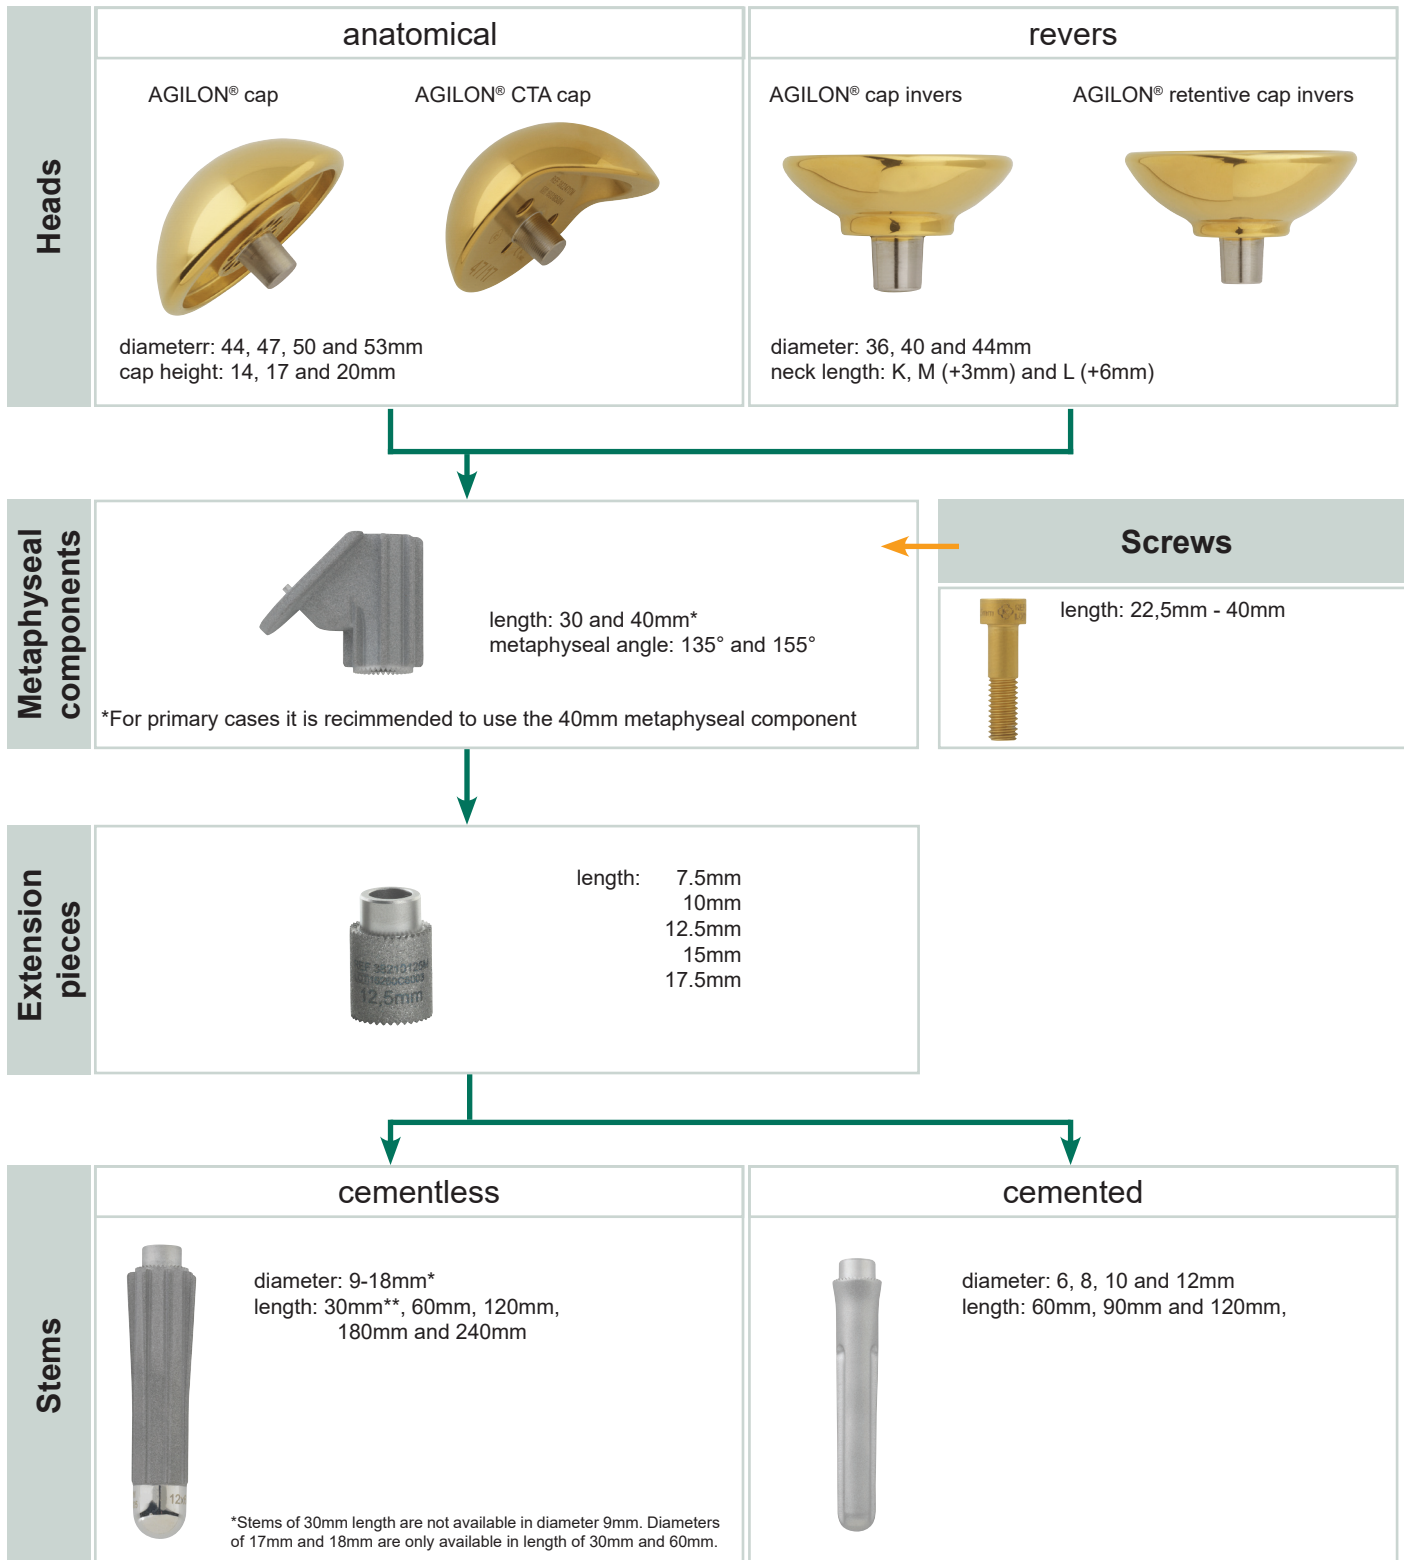 anatomical
revers
Heads
AGILON® cap
AGILON® CTA cap
AGILON® cap invers
AGILON® retentive cap invers
47/17
diameterr: 44, 47, 50 and 53mm
cap height: 14, 17 and 20mm
diameter: 36, 40 and 44mm
neck length: K, M (+3mm) and L (+6mm)
Metaphyseal
components
length: 30 and 40mm*
metaphyseal angle: 135° and 155°
*For primary cases it is recimmended to use the 40mm metaphyseal component
Screws
length: 22,5mm - 40mm
Extension
pieces
REF 38210125
12,5mm
length: 7.5mm
10mm
12.5mm
15mm
17.5mm
Stems
cementless
cemented
diameter: 9-18mm*
length: 30mm**, 60mm, 120mm,
180mm and 240mm
diameter: 6, 8, 10 and 12mm
length: 60mm, 90mm and 120mm,
*Stems of 30mm length are not available in diameter 9mm. Diameters
of 17mm and 18mm are only available in length of 30mm and 60mm.